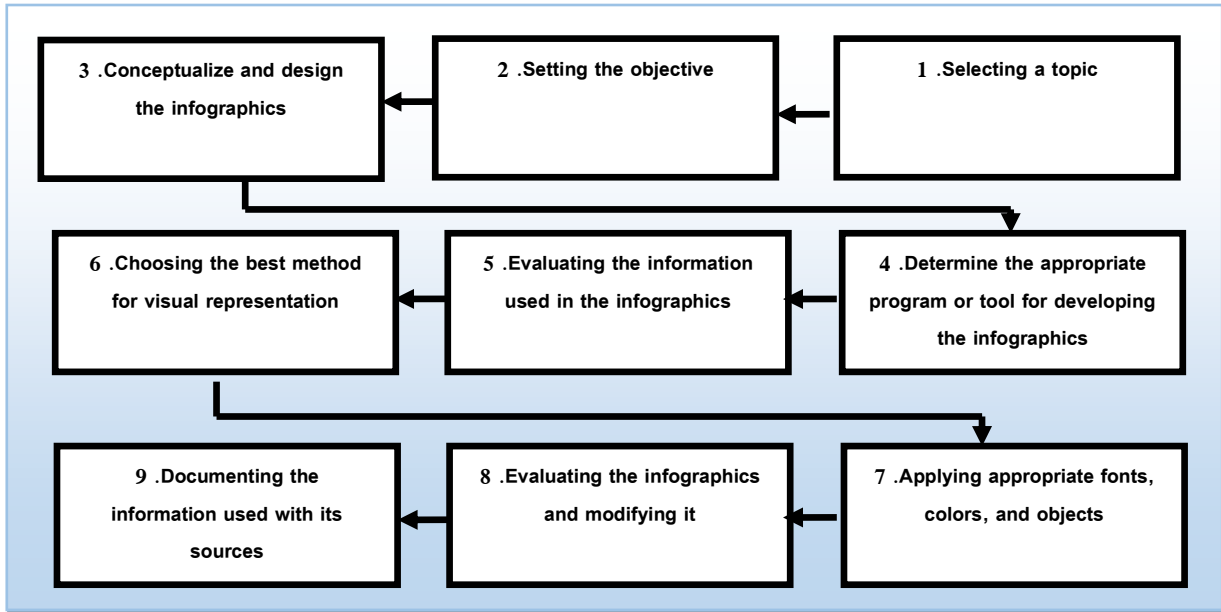 1 .Selecting a topic
2 .Setting the objective
3 .Conceptualize and design
the infographics
4 .Determine the appropriate
program or tool for developing
the infographics
5 .Evaluating the information
used in the infographics
6 .Choosing the best method
for visual representation
7 .Applying appropriate fonts,
colors, and objects
8 .Evaluating the infographics
and modifying it
9 .Documenting the
information used with its
sources